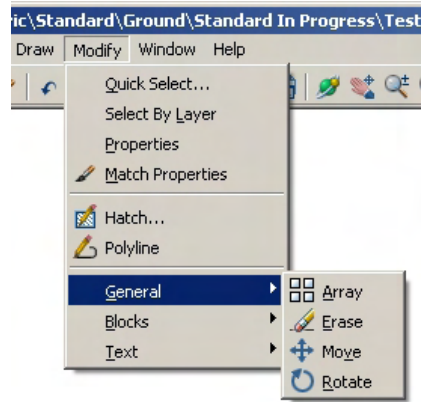 ic\Standard\Ground\Standard In Progress\Test
Draw Modify Window Help
Quick Select...
Select By Layer
Properties
Match Properties
Hatch...
Polyline
General
Array
Blocks
Erase
Text
Move
Rotate